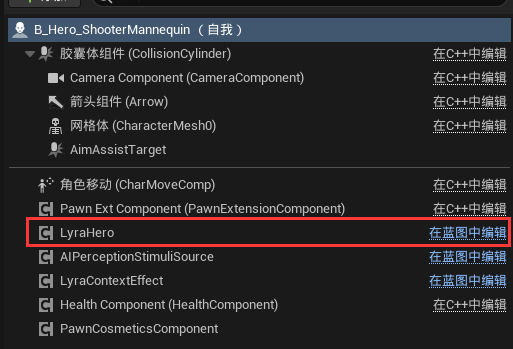 B_Hero_ShooterMannequin （自我）
胶囊体组件 (CollisionCylinder) 在C++中编辑
Camera Component (CameraComponent) 在C++中编辑
箭头组件 (Arrow) 在C++中编辑
网格体 (CharacterMesh0) 在C++中编辑
AimAssistTarget
角色移动 (CharMoveComp) 在C++中编辑
Pawn Ext Component (PawnExtensionComponent) 在C++中编辑
LyraHero 在蓝图中编辑
AIPerceptionStimuliSource 在蓝图中编辑
LyraContextEffect 在蓝图中编辑
Health Component (HealthComponent) 在C++中编辑
PawnCosmeticsComponent